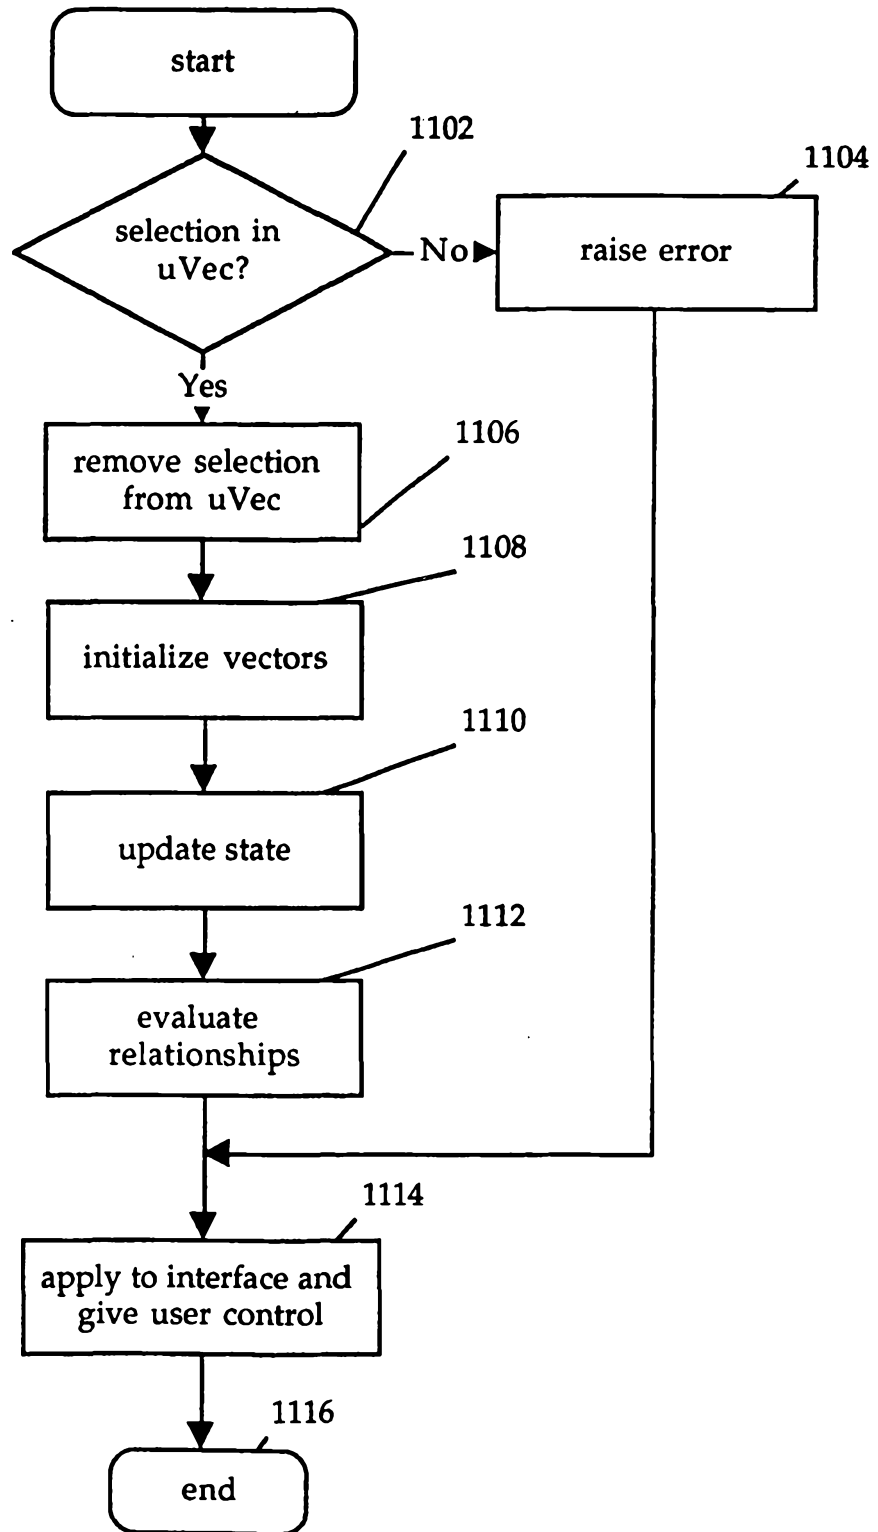 start
1102
1104
selection in
uVec?
No
raise error
Yes
1106
remove selection
from uVec
1108
initialize vectors
1110
update state
1112
evaluate
relationships
1114
apply to interface and
give user control
1116
end